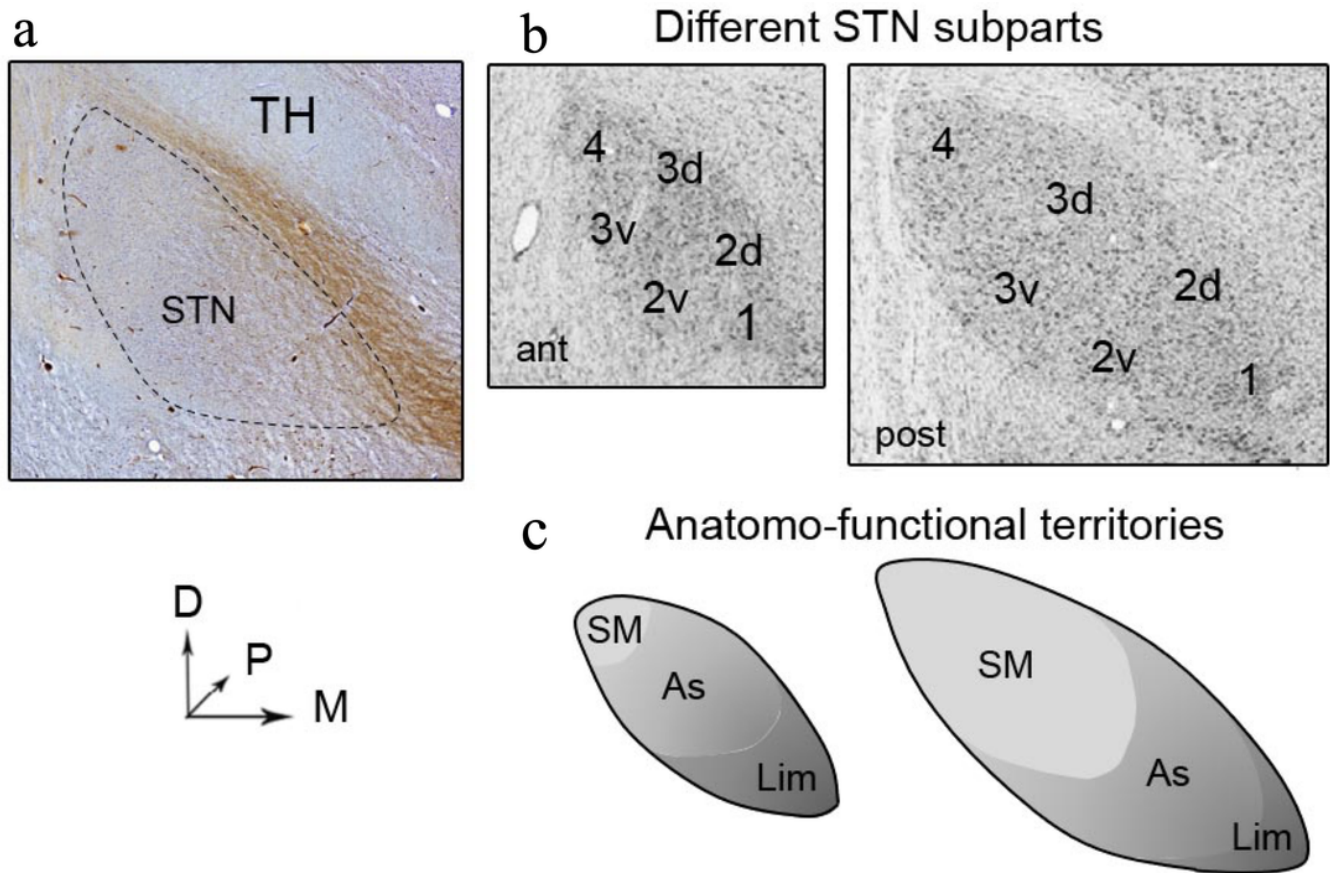 a
TH
STN
b
Different STN subparts
4
3d
3v
2d
2v
1
ant
4
3d
3v
2d
2v
1
post
D
P
M
c
Anatomo-functional territories
SM
As
Lim
SM
As
Lim